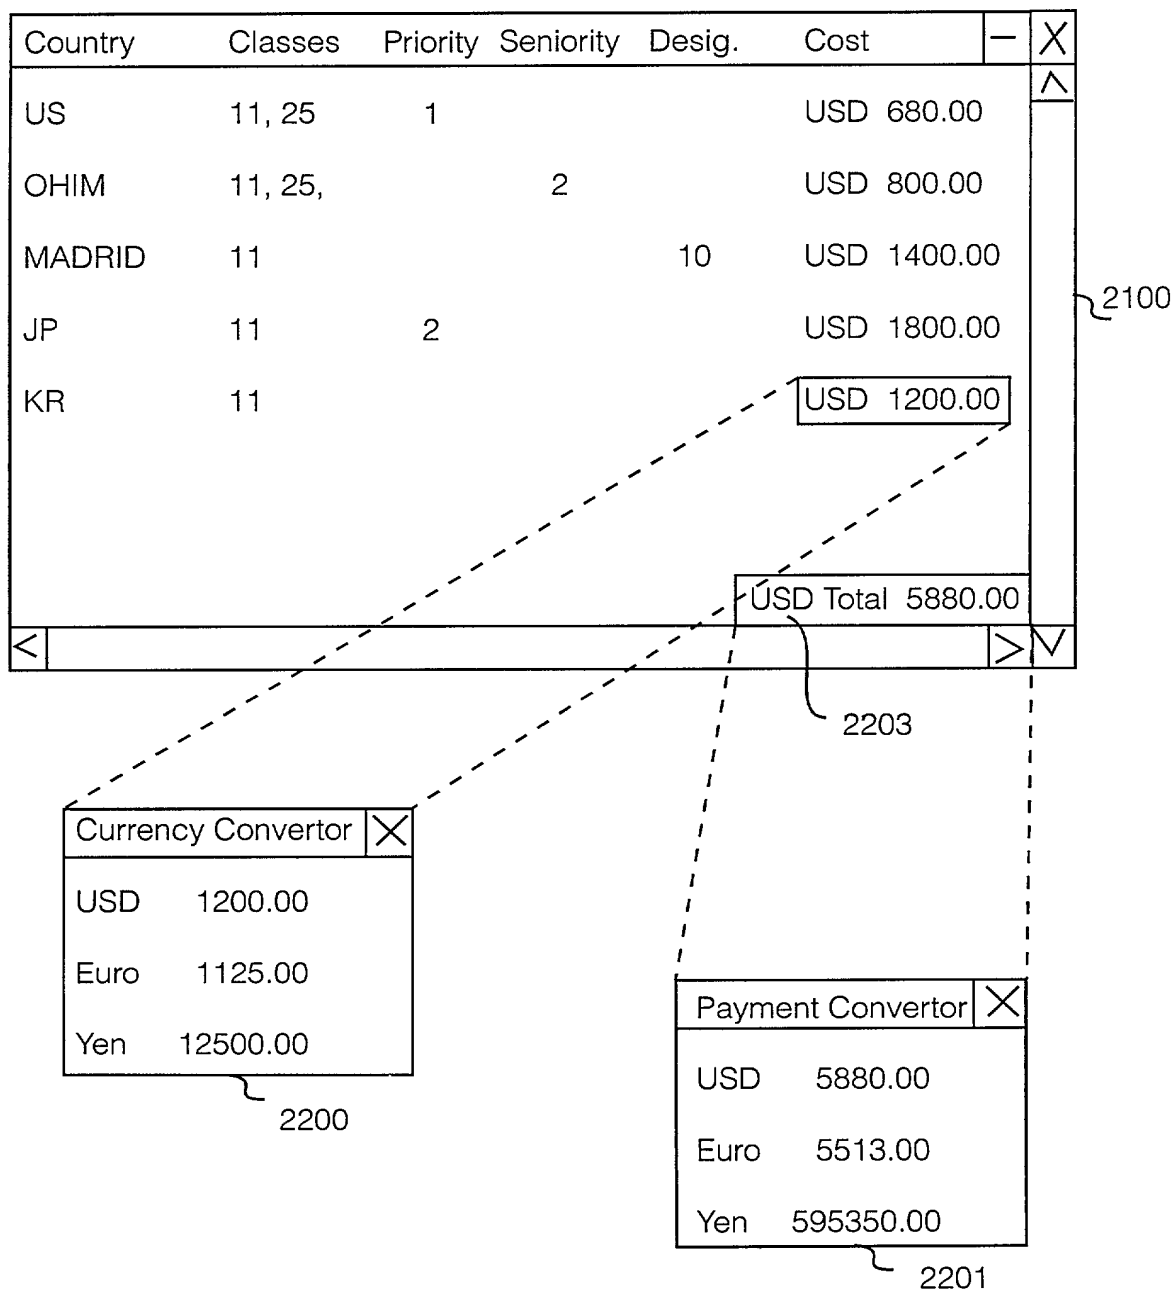 Country Classes Priority Seniority Desig. Cost — X
US 11, 25 1 USD 680.00
OHIM 11, 25, 2 USD 800.00
MADRID 11 10 USD 1400.00
JP 11 2 USD 1800.00
KR 11 USD 1200.00
2100
USD Total 5880.00
2203
Currency Convertor X
USD 1200.00
Euro 1125.00
Yen 12500.00
2200
Payment Convertor X
USD 5880.00
Euro 5513.00
Yen 595350.00
2201